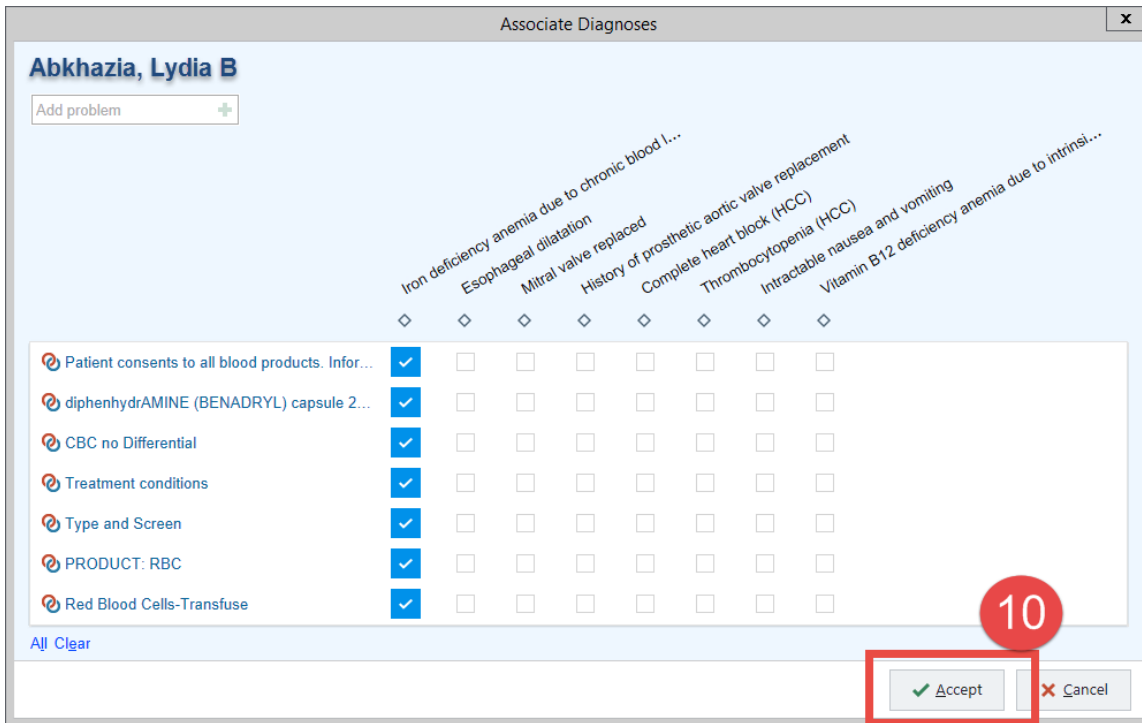 Associate Diagnoses
x
Abkhazia, Lydia B
Add problem
Iron deficiency anemia due to chronic blood l...
Esophageal dilatation
Mitral valve replaced
History of prosthetic aortic valve replacement
Complete heart block (HCC)
Thrombocytopenia (HCC)
Intractable nausea and vomiting
Vitamin B12 deficiency anemia due to intrinsi...
Patient consents to all blood products. Infor...
diphenhydrAMINE (BENADRYL) capsule 2...
CBC no Differential
Treatment conditions
Type and Screen
PRODUCT: RBC
Red Blood Cells-Transfuse
10
All Clear
Accept Cancel